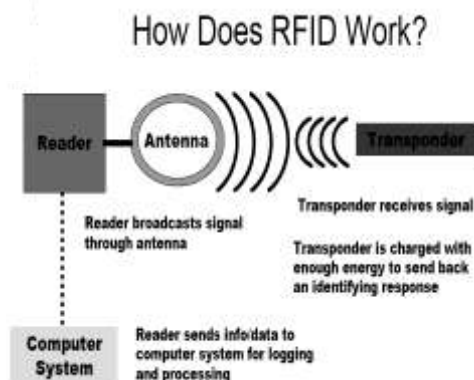 How Does RFID Work?
Reader
Antenna
Transponder
Reader broadcasts signal
through antenna
Transponder receives signal
Transponder is charged with
enough energy to send back
an identifying response
Computer
System
Reader sends info/data to
computer system for logging
and processing